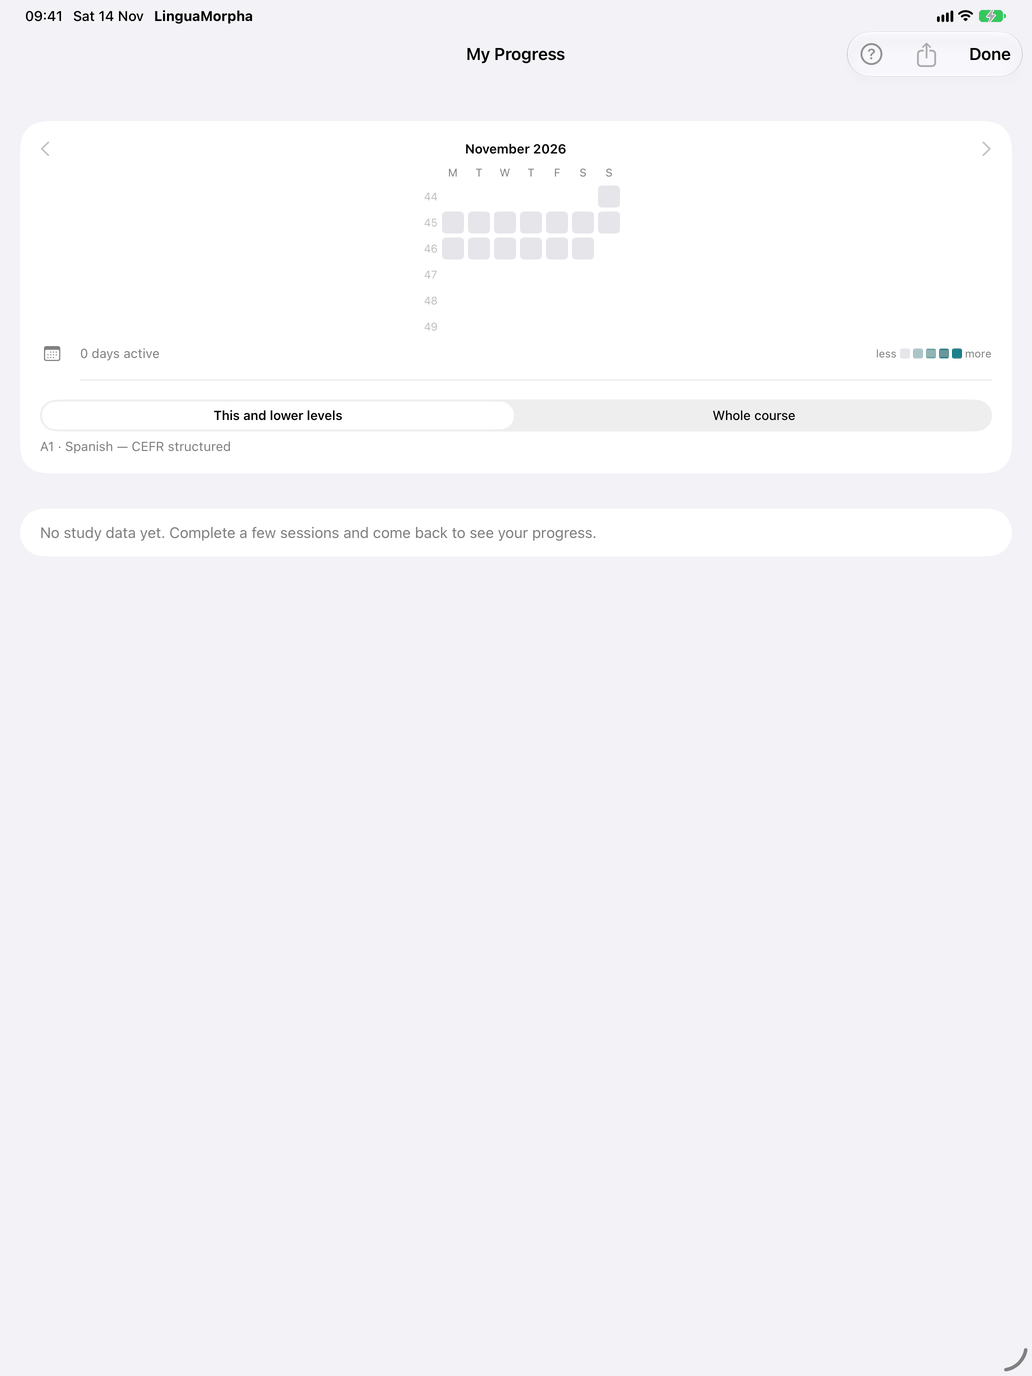 09:41 Sat 14 Nov LinguaMorpha
My Progress
? Done
November 2026
M T W T F S S
44
45
46
47
48
49
0 days active
less more
This and lower levels
Whole course
A1 · Spanish — CEFR structured
No study data yet. Complete a few sessions and come back to see your progress.